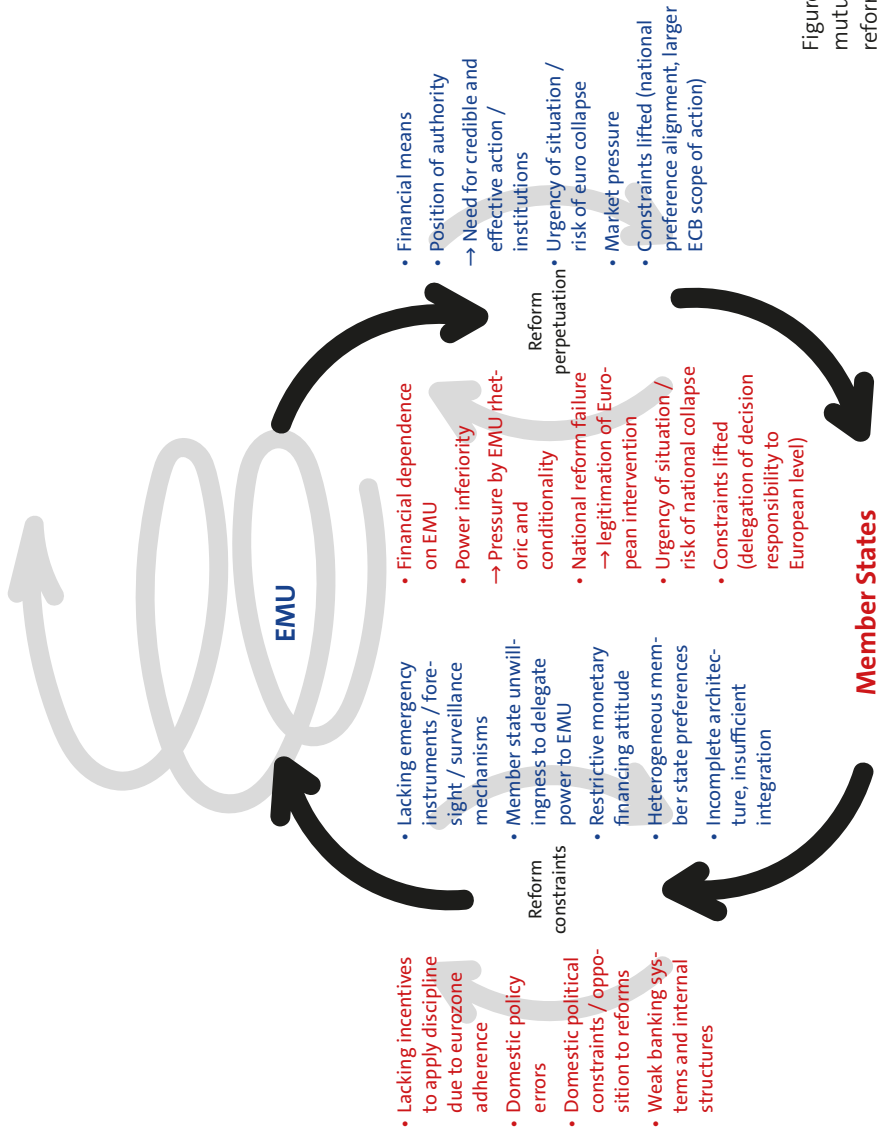 EMU
• Lacking incentives
to apply discipline
due to eurozone
adherence
• Domestic policy
errors
• Domestic political
constraints / oppo-
sition to reforms
• Weak banking sys-
tems and internal
structures
Reform
constraints
• Lacking emergency
instruments / fore-
sight / surveillance
mechanisms
• Member state unwill-
ingness to delegate
power to EMU
• Restrictive monetary
financing attitude
• Heterogeneous mem-
ber state preferences
• Incomplete architec-
ture, insufficient
integration
• Financial dependence
on EMU
• Power inferiority
→ Pressure by EMU rhet-
oric and
conditionality
• National reform failure
→ legitimation of Euro-
pean intervention
• Urgency of situation /
risk of national collapse
• Constraints lifted
(delegation of decision
responsibility to
European level)
Reform
perpetuation
• Financial means
• Position of authority
→ Need for credible and
effective action /
institutions
• Urgency of situation /
risk of euro collapse
• Market pressure
• Constraints lifted (national
preference alignment, larger
ECB scope of action)
Member States
Figure
mutu
refor